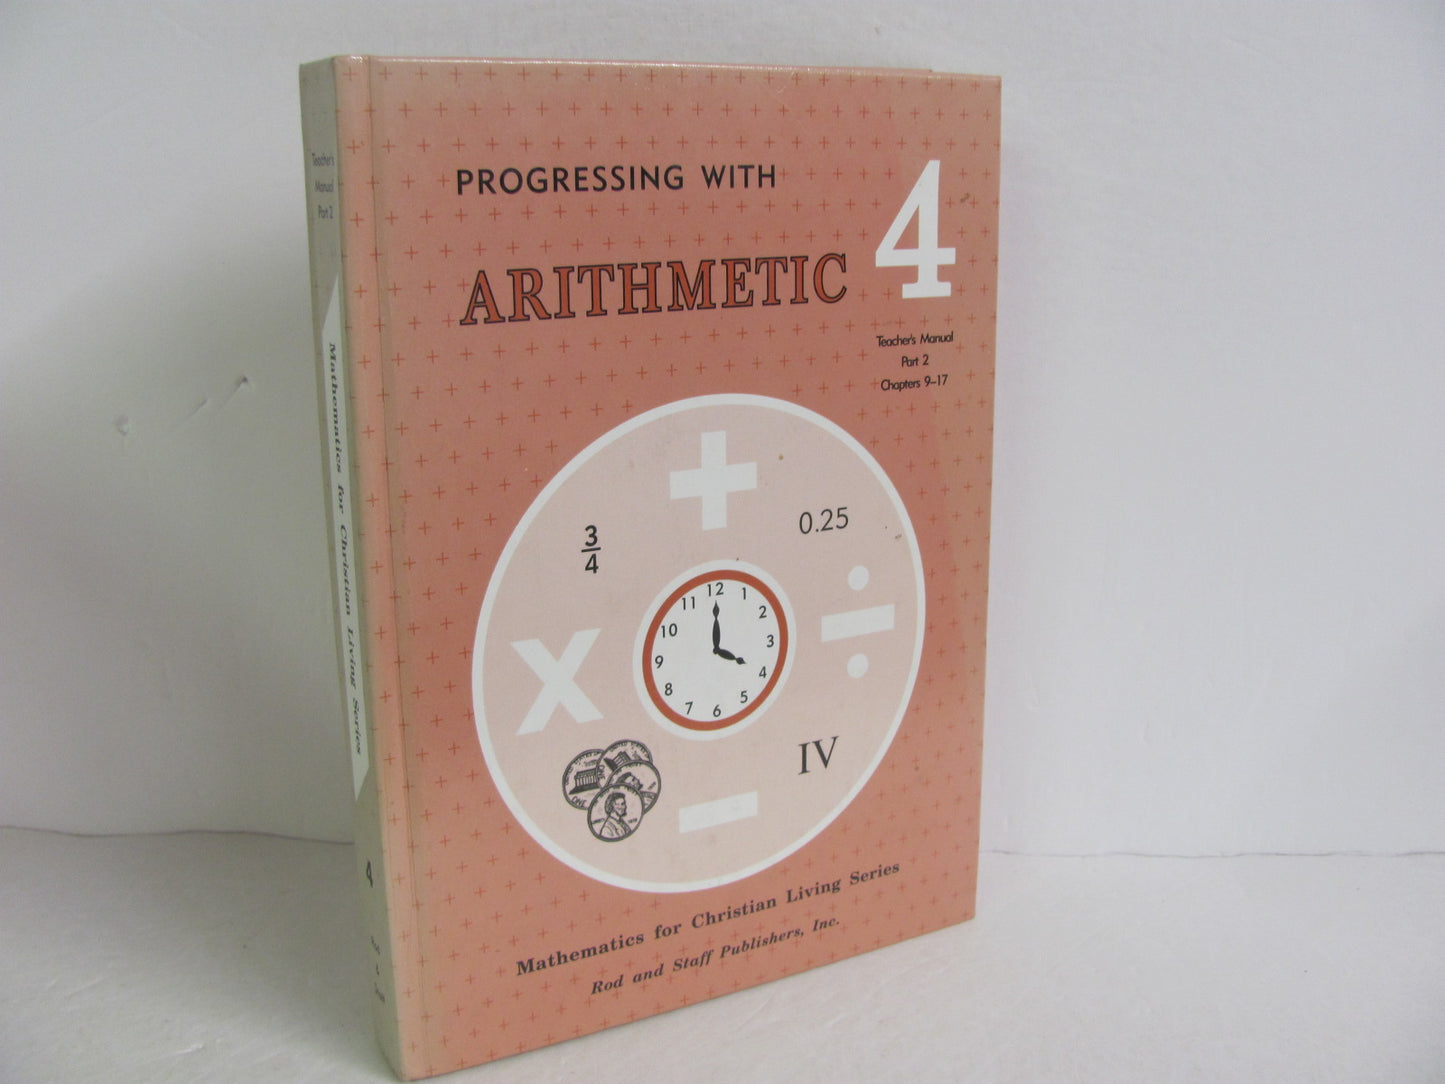 Teacher's
Manual
Part 2
Mathematics for Christian Living Series
4
Rod
&
Staff
PROGRESSING WITH
ARITHMETIC
4
Teacher's Manual
Part 2
Chapters 9–17
+
3
4
0.25
÷
x
12
1
2
3
4
5
6
7
8
9
10
11
IV
−
ONE
Mathematics for Christian Living Series
Rod and Staff Publishers, Inc.